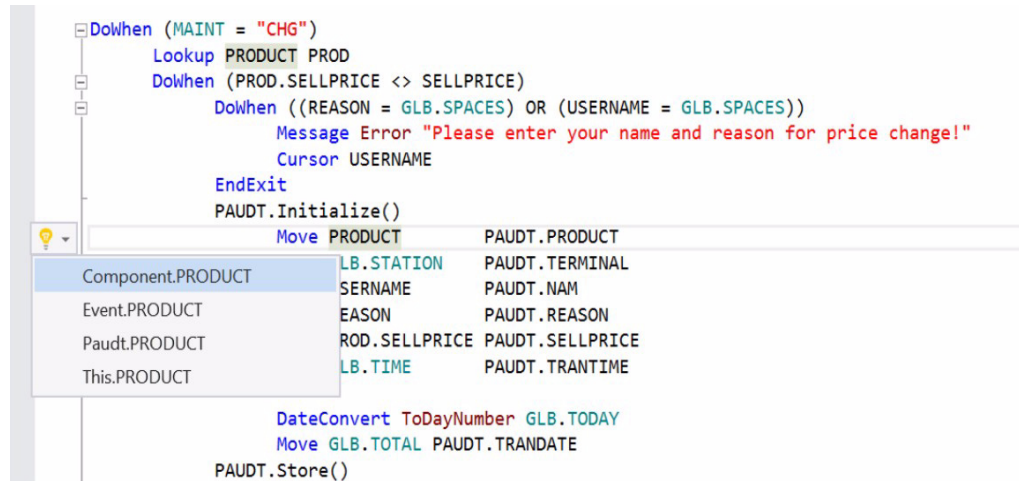 DoWhen (MAINT = "CHG")
Lookup PRODUCT PROD
DoWhen (PROD.SELLPRICE <> SELLPRICE)
DoWhen ((REASON = GLB.SPACES) OR (USERNAME = GLB.SPACES))
Message Error "Please enter your name and reason for price change!"
Cursor USERNAME
EndExit
PAUDT.Initialize()
Move PRODUCT PAUDT.PRODUCT
LB.STATION PAUDT.TERMINAL
SERNAME PAUDT.NAM
EASON PAUDT.REASON
ROD.SELLPRICE PAUDT.SELLPRICE
LB.TIME PAUDT.TRANTIME
Component.PRODUCT
Event.PRODUCT
Paudt.PRODUCT
This.PRODUCT
DateConvert ToDayNumber GLB.TODAY
Move GLB.TOTAL PAUDT.TRANDATE
PAUDT.Store()